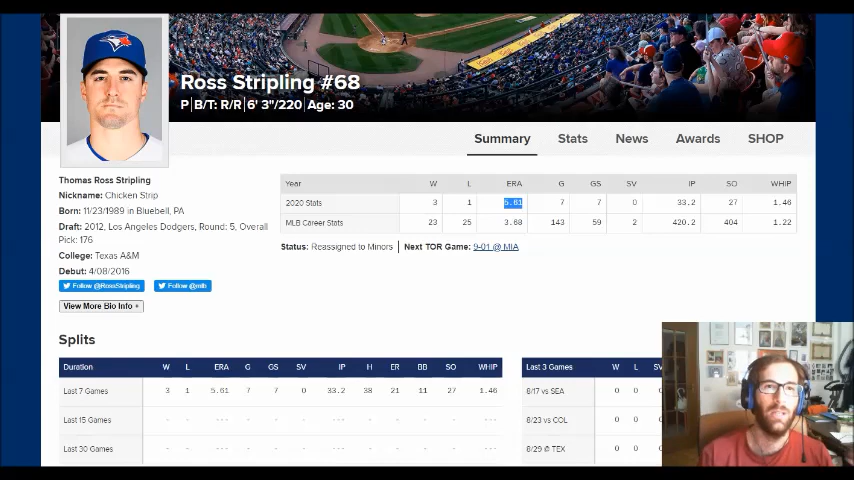 Ross Stripling #68
P B/T: R/R 6' 3"/220 Age: 30
Summary Stats News Awards SHOP
Thomas Ross Stripling
Nickname: Chicken Strip
Born: 11/23/1989 in Bluebell, PA
Draft: 2012, Los Angeles Dodgers, Round: 5, Overall
Pick: 176
College: Texas A&M
Debut: 4/08/2016
Follow @RossStripling Follow @mlb
View More Bio Info +
Year W L ERA G GS SV IP SO WHIP
2020 Stats 3 1 5.61 7 7 0 33.2 27 1.46
MLB Career Stats 23 25 3.68 143 59 2 420.2 404 1.22
Status: Reassigned to Minors Next TOR Game: 9-01 @ MIA
Splits
Duration W L ERA G GS SV IP H ER BB SO WHIP
Last 7 Games 3 1 5.61 7 7 0 33.2 38 21 11 27 1.46
Last 15 Games - - - - - - --- - - - - -
Last 30 Games - - - - - - --- - - - - -
Last 3 Games W L SV
8/17 vs SEA 0 0 0
8/23 vs COL 0 0 0
8/29 @ TEX 0 0 0